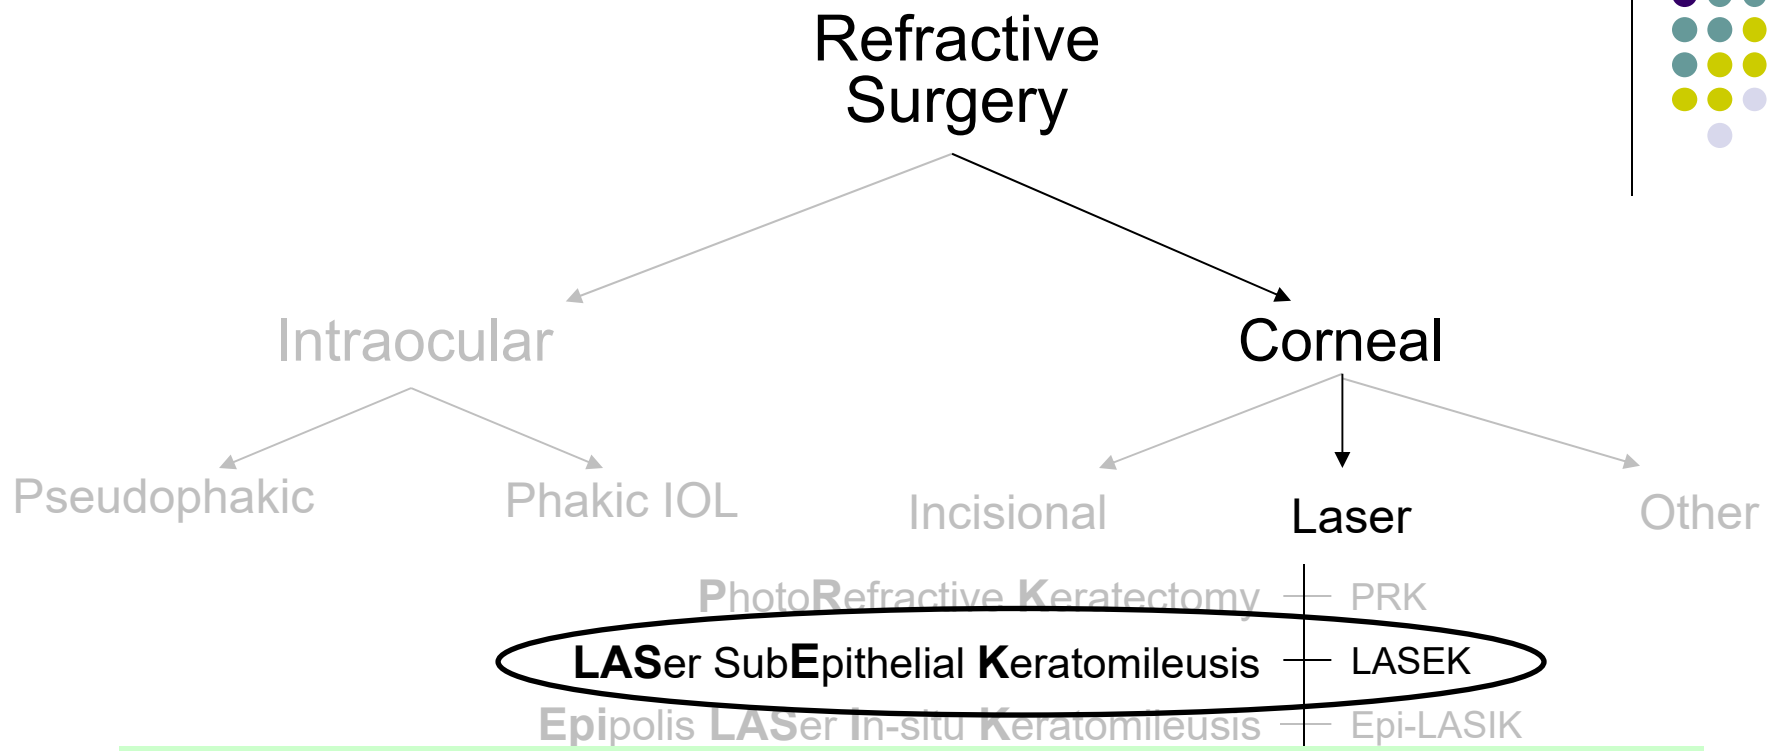 Refractive
Surgery
Intraocular
Corneal
Pseudophakic
Phakic IOL
Incisional
Laser
Other
PhotoRefractive Keratectomy
PRK
LASer SubEpithelial Keratomileusis
LASEK
Epipolis LASer In-situ Keratomileusis
Epi-LASIK